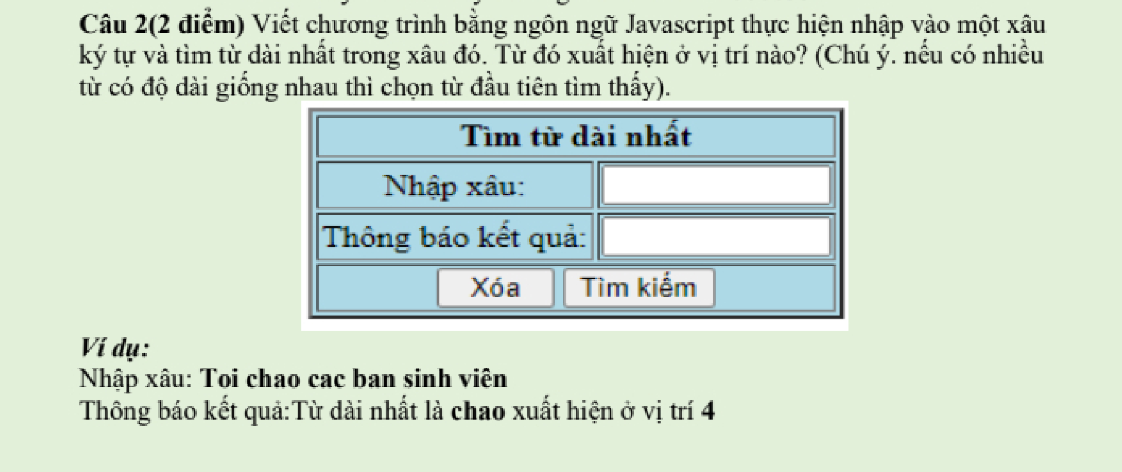 Câu 2(2 điểm) Viết chương trình bằng ngôn ngữ Javascript thực hiện nhập vào một xâu
ký tự và tìm từ dài nhất trong xâu đó. Từ đó xuất hiện ở vị trí nào? (Chú ý. nếu có nhiều
từ có độ dài giống nhau thì chọn từ đầu tiên tìm thấy).
Tìm từ dài nhất
Nhập xâu:
Thông báo kết quả:
Xóa Tìm kiếm
Ví dụ:
Nhập xâu: Toi chao cac ban sinh viên
Thông báo kết quả:Từ dài nhất là chao xuất hiện ở vị trí 4